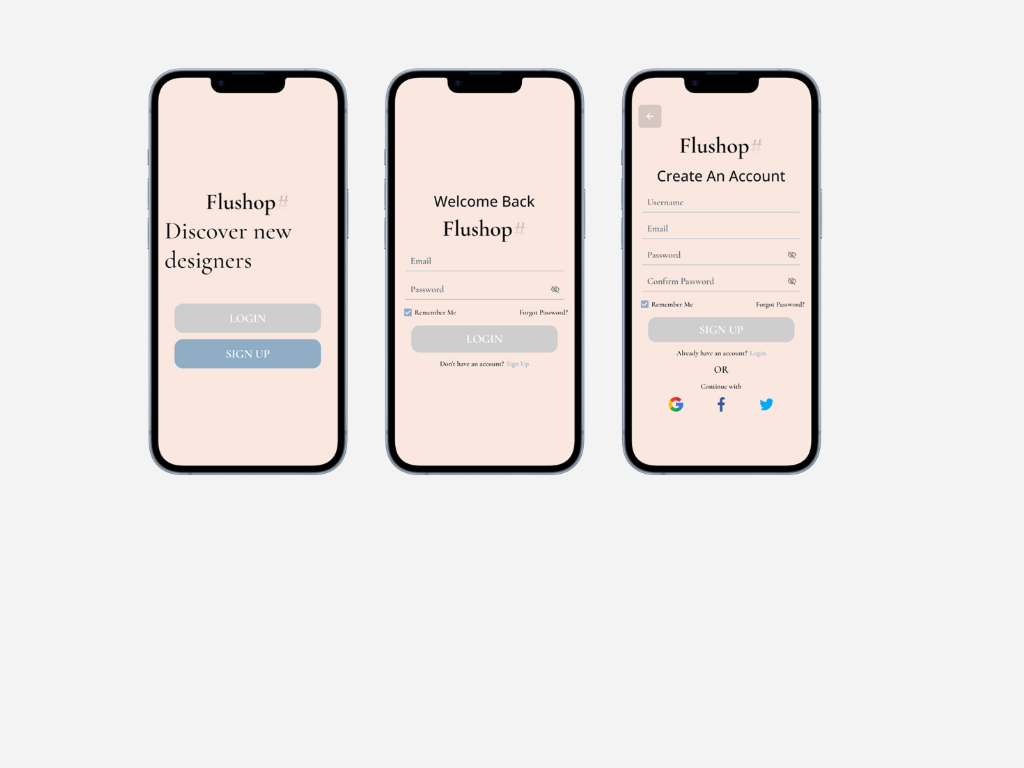 Flushop#
Discover new
designers
LOGIN
SIGN UP
Welcome Back
Flushop#
Email
Password
Remember Me Forgot Password?
LOGIN
Don't have an account? Sign Up
Flushop#
Create An Account
Username
Email
Password
Confirm Password
Remember Me Forgot Password?
SIGN UP
Already have an account? Login
OR
Continue with